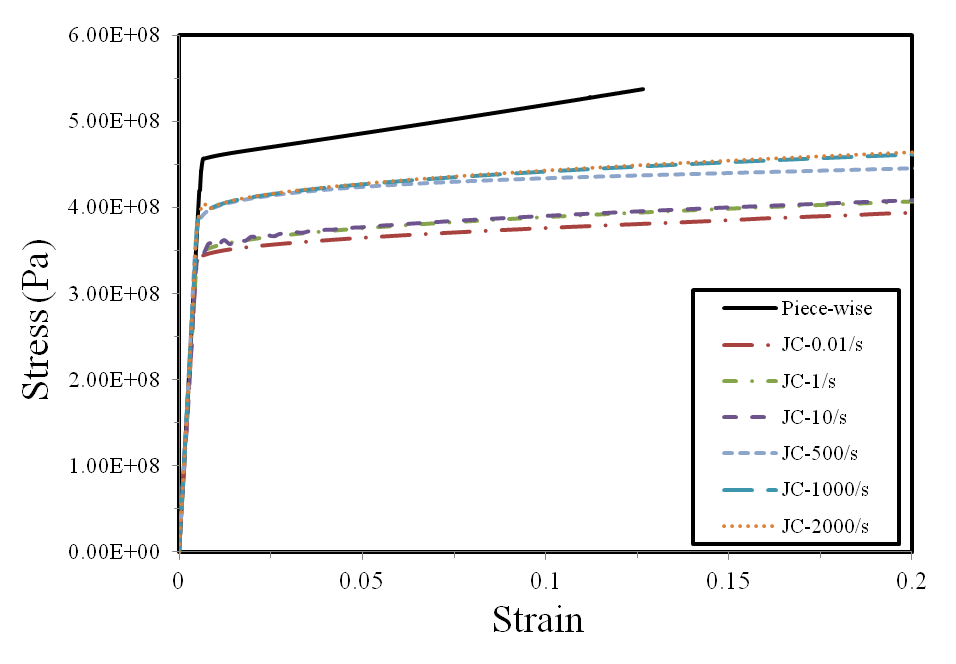 6.00E+08
5.00E+08
4.00E+08
3.00E+08
2.00E+08
1.00E+08
0.00E+00
Stress (Pa)
Piece-wise
JC-0.01/s
JC-1/s
JC-10/s
JC-500/s
JC-1000/s
JC-2000/s
0 0.05 0.1 0.15 0.2
Strain